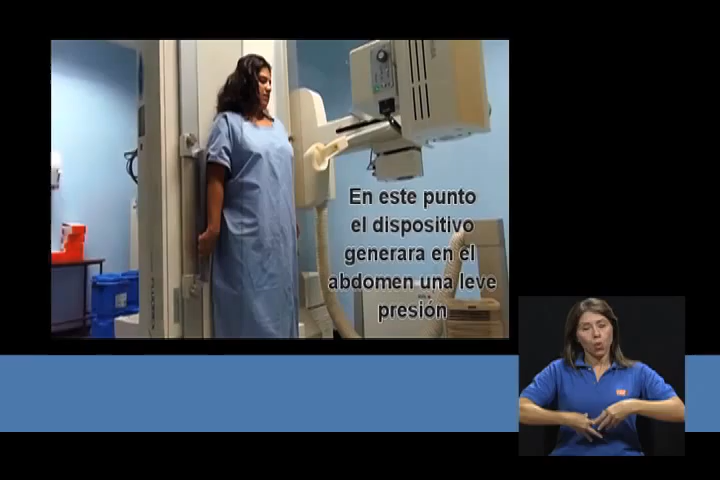 En este punto
el dispositivo
generara en el
abdomen una leve
presión